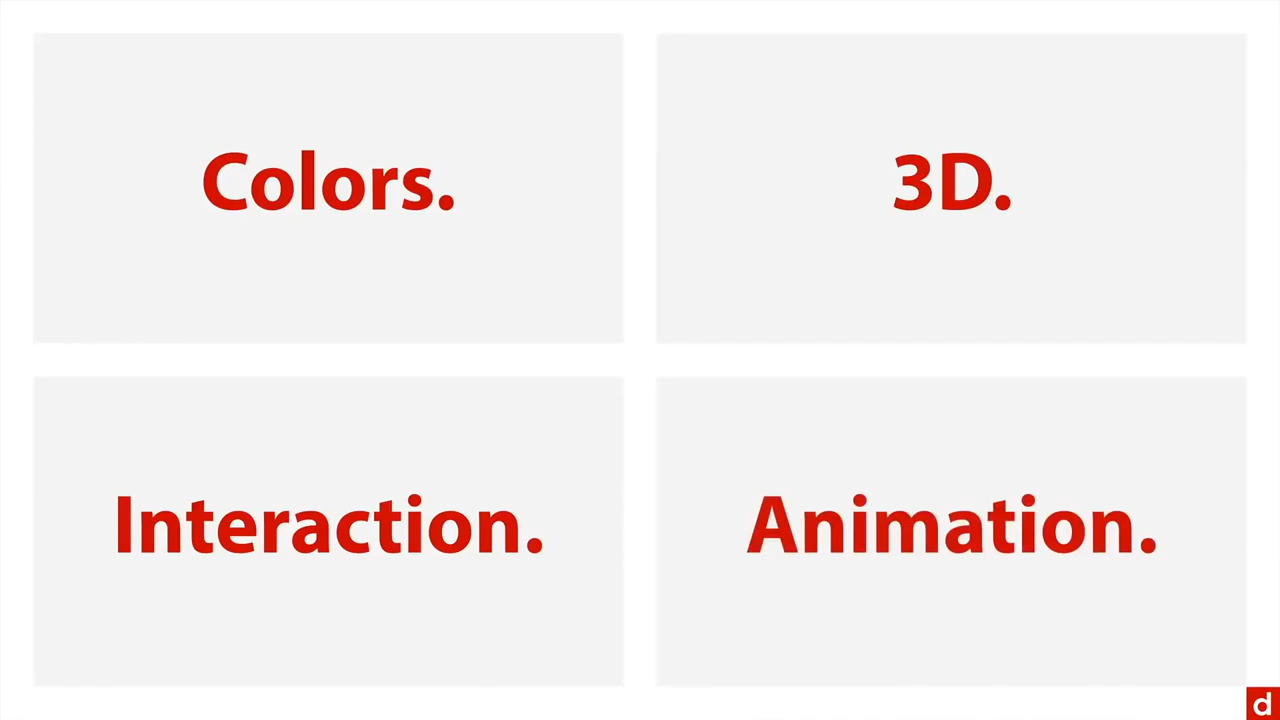 Colors.
3D.
Interaction.
Animation.
d